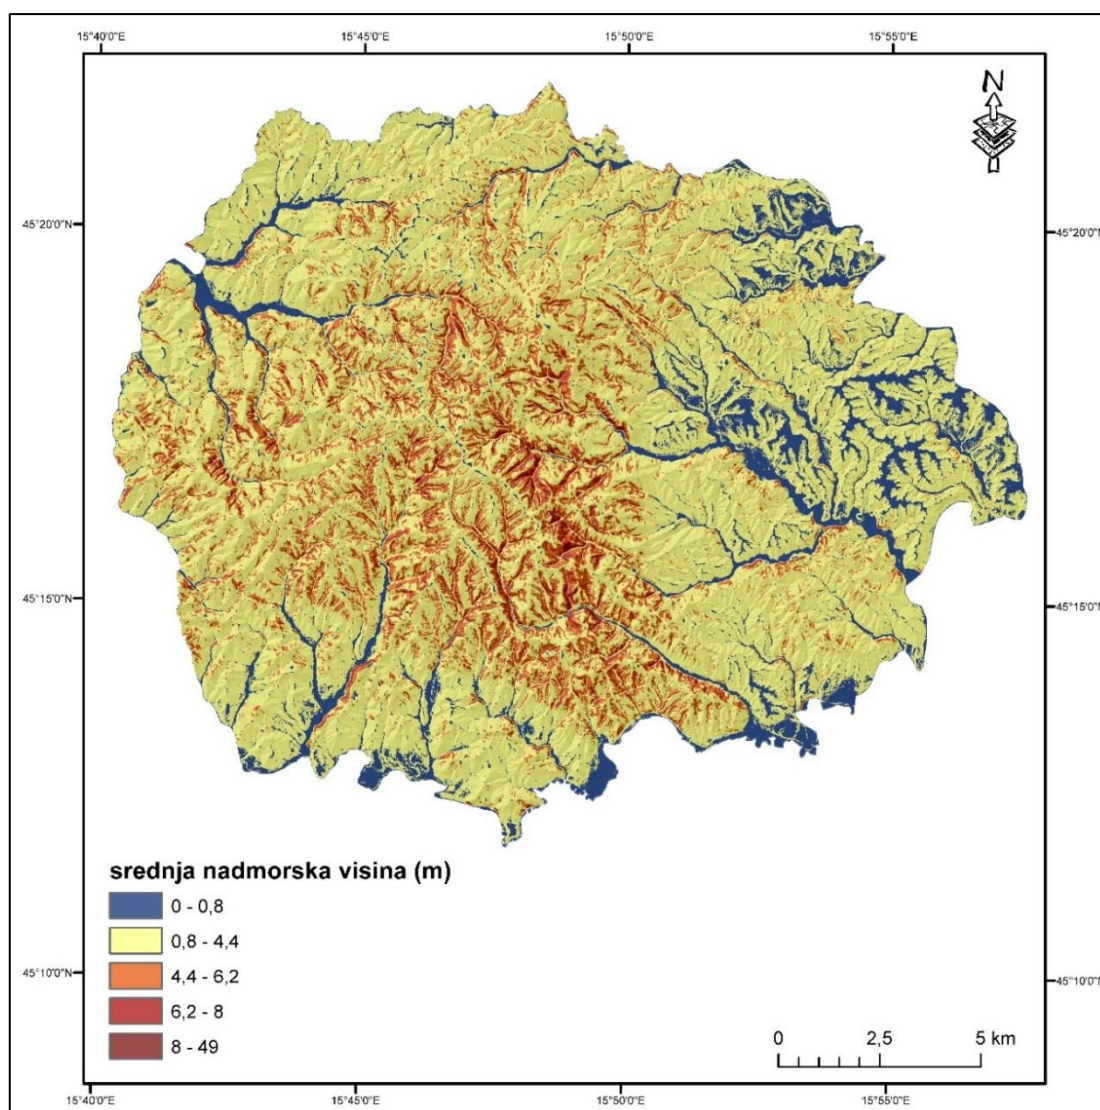 15°40'0"E 15°45'0"E 15°50'0"E 15°55'0"E
N
45°20'0"N 45°20'0"N
45°15'0"N 45°15'0"N
srednja nadmorska visina (m)
0 - 0,8
0,8 - 4,4
4,4 - 6,2
6,2 - 8
8 - 49
45°10'0"N 45°10'0"N
0 2,5 5 km
15°40'0"E 15°45'0"E 15°50'0"E 15°55'0"E